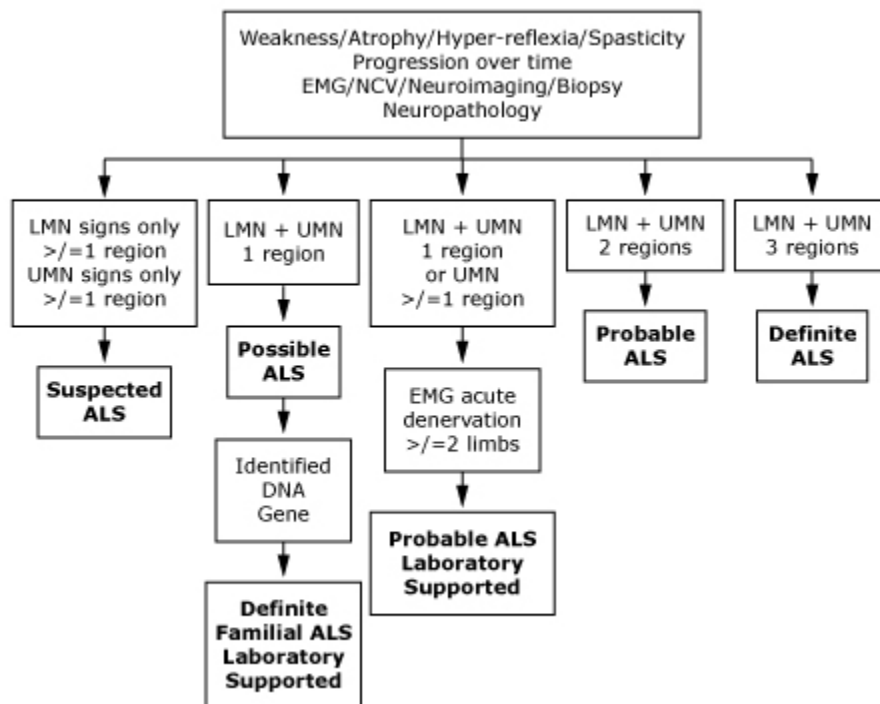 Weakness/Atrophy/Hyper-reflexia/Spasticity
Progression over time
EMG/NCV/Neuroimaging/Biopsy
Neuropathology
LMN signs only
>/=1 region
UMN signs only
>/=1 region
Suspected
ALS
LMN + UMN
1 region
Possible
ALS
Identified
DNA
Gene
Definite
Familial ALS
Laboratory
Supported
LMN + UMN
1 region
or UMN
>/=1 region
EMG acute
denervation
>/=2 limbs
Probable ALS
Laboratory
Supported
LMN + UMN
2 regions
Probable
ALS
LMN + UMN
3 regions
Definite
ALS